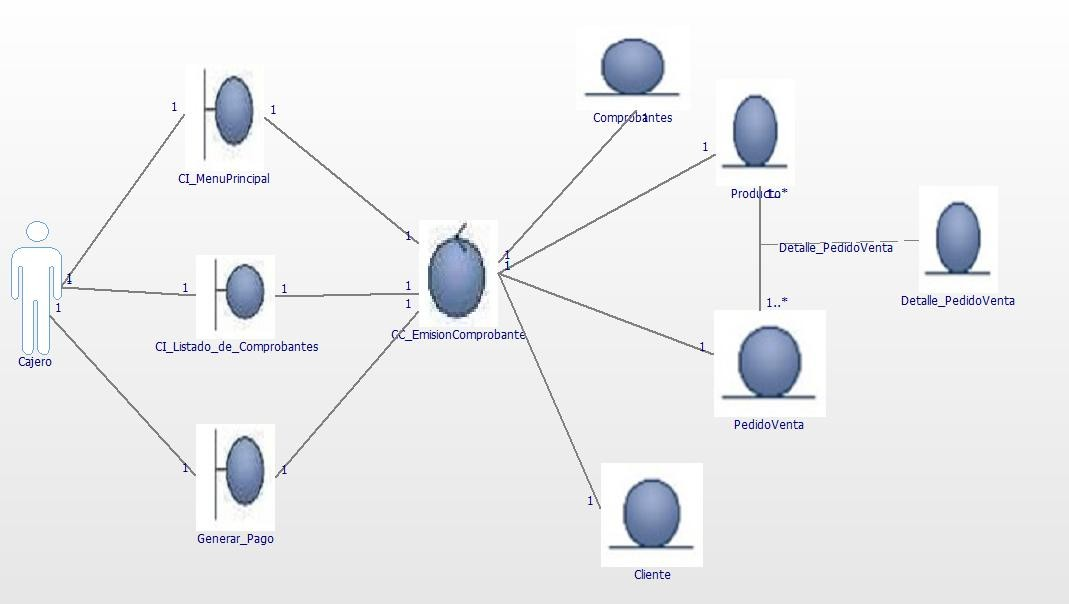 Comprobantes
1
1
1
1
Producto
1..*
CI_MenuPrincipal
1
1
1
1
Detalle_PedidoVenta
Detalle_PedidoVenta
1
1
1
1
1
1
1..*
CC_EmisionComprobante
CI_Listado_de_Comprobantes
1
Cajero
PedidoVenta
1
1
1
Generar_Pago
Cliente